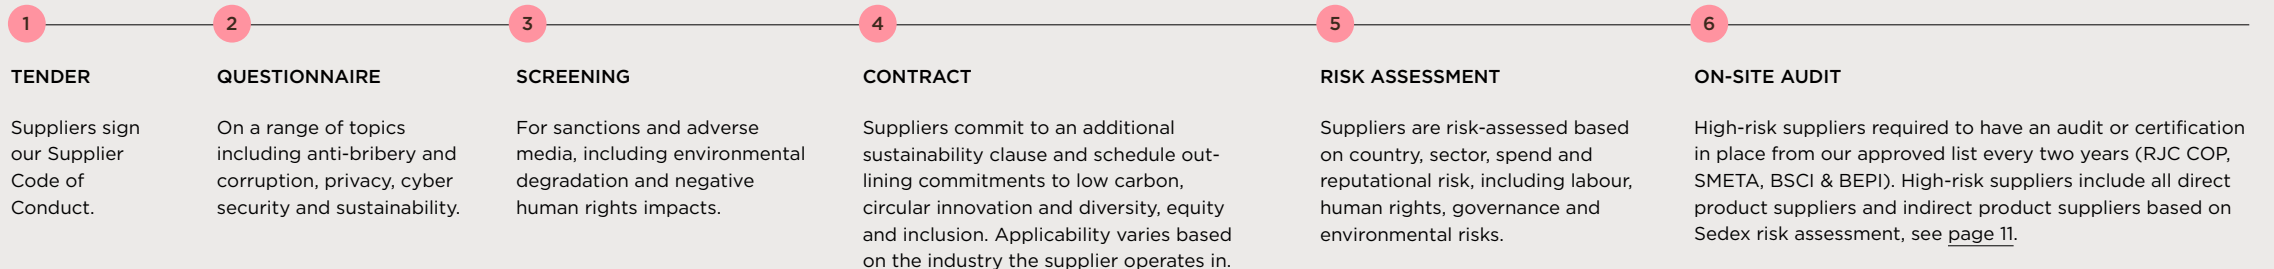 1
TENDER
Suppliers sign
our Supplier
Code of
Conduct.
2
QUESTIONNAIRE
On a range of topics
including anti-bribery and
corruption, privacy, cyber
security and sustainability.
3
SCREENING
For sanctions and adverse
media, including environmental
degradation and negative
human rights impacts.
4
CONTRACT
Suppliers commit to an additional
sustainability clause and schedule out-
lining commitments to low carbon,
circular innovation and diversity, equity
and inclusion. Applicability varies based
on the industry the supplier operates in.
5
RISK ASSESSMENT
Suppliers are risk-assessed based
on country, sector, spend and
reputational risk, including labour,
human rights, governance and
environmental risks.
6
ON-SITE AUDIT
High-risk suppliers required to have an audit or certification
in place from our approved list every two years (RJC COP,
SMETA, BSCI & BEPI). High-risk suppliers include all direct
product suppliers and indirect product suppliers based on
Sedex risk assessment, see page 11.